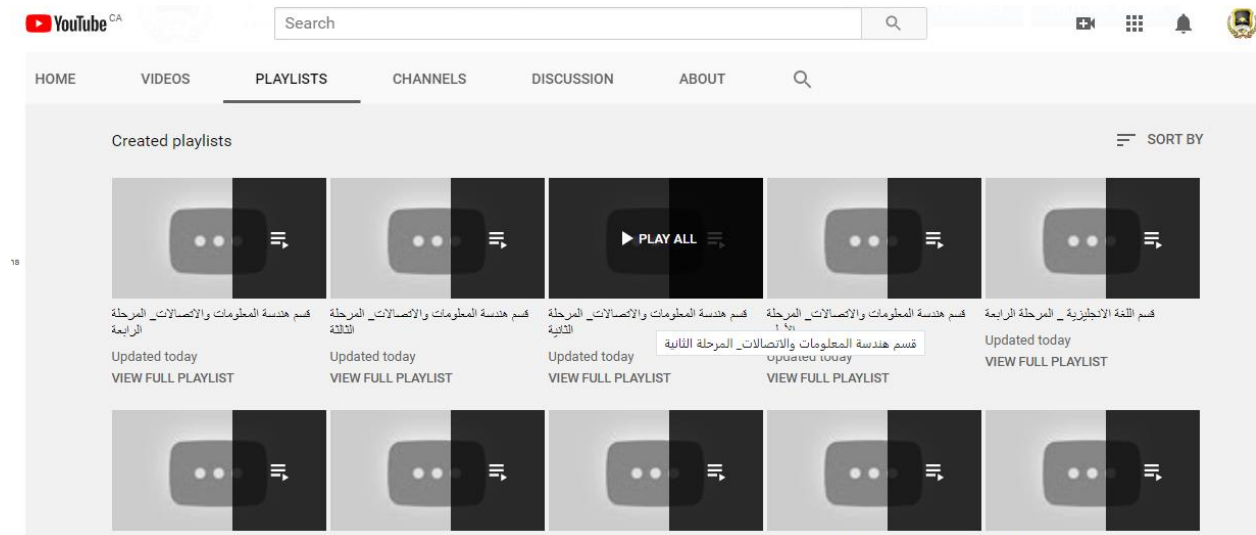 YouTube CA
Search
HOME VIDEOS PLAYLISTS CHANNELS DISCUSSION ABOUT
Created playlists
SORT BY
PLAY ALL
قسم هندسة المعلومات والاتصالات_ المرحلة
الرابعة
Updated today
VIEW FULL PLAYLIST
قسم هندسة المعلومات والاتصالات_ المرحلة
الثالثة
Updated today
VIEW FULL PLAYLIST
قسم هندسة المعلومات والاتصالات_ المرحلة
الثانية
Updated today
VIEW FULL PLAYLIST
قسم هندسة المعلومات والاتصالات_ المرحلة الثانية
قسم هندسة المعلومات والاتصالات_ المرحلة
Updated today
VIEW FULL PLAYLIST
قسم اللغة الانجليزية _ المرحلة الرابعة
Updated today
VIEW FULL PLAYLIST